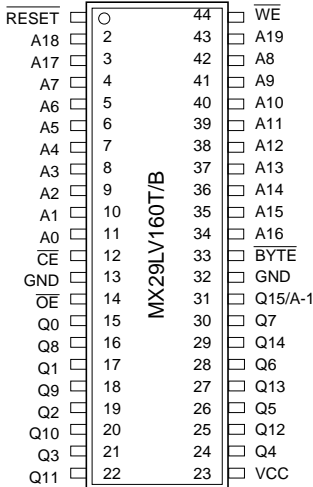 RESET 44 WE
A18 2 43 A19
A17 3 42 A8
A7 4 41 A9
A6 5 40 A10
A5 6 39 A11
A4 7 38 A12
A3 8 37 A13
A2 9 36 A14
A1 10 35 A15
A0 11 34 A16
CE 12 33 BYTE
GND 13 32 GND
OE 14 31 Q15/A-1
Q0 15 30 Q7
Q8 16 29 Q14
Q1 17 28 Q6
Q9 18 27 Q13
Q2 19 26 Q5
Q10 20 25 Q12
Q3 21 24 Q4
Q11 22 23 VCC
MX29LV160T/B